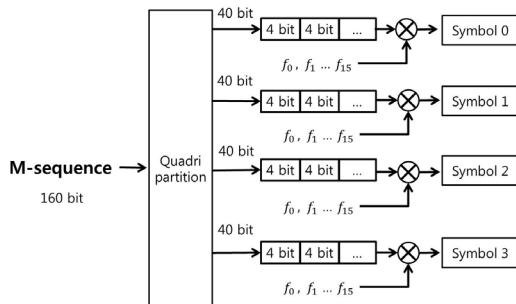 40 bit
4 bit 4 bit ... Symbol 0
f₀, f₁ ... f₁₅
40 bit
4 bit 4 bit ... Symbol 1
f₀, f₁ ... f₁₅
M-sequence
160 bit
Quadri
partition
40 bit
4 bit 4 bit ... Symbol 2
f₀, f₁ ... f₁₅
40 bit
4 bit 4 bit ... Symbol 3
f₀, f₁ ... f₁₅